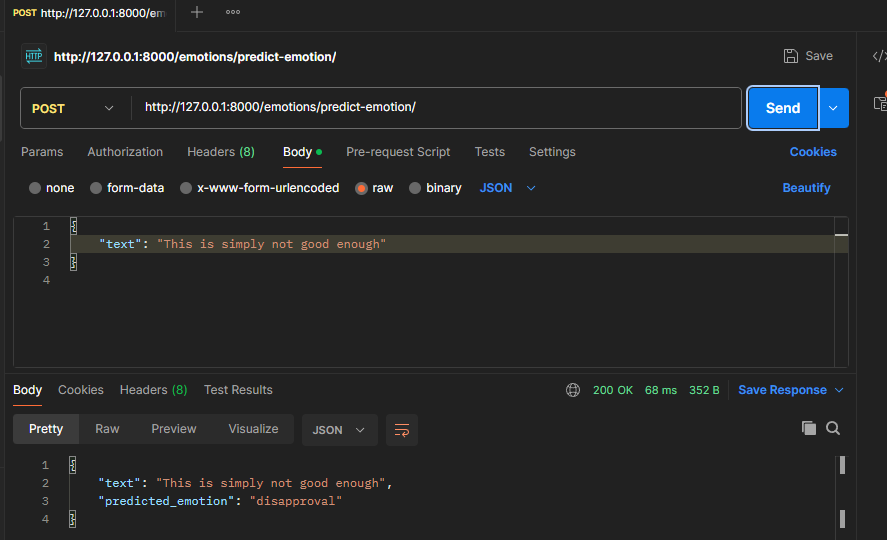 POST http://127.0.0.1:8000/em
HTTP http://127.0.0.1:8000/emotions/predict-emotion/ Save
POST http://127.0.0.1:8000/emotions/predict-emotion/ Send
Params Authorization Headers (8) Body Pre-request Script Tests Settings Cookies
none form-data x-www-form-urlencoded raw binary JSON Beautify
1 {
2 "text": "This is simply not good enough"
3 }
4
Body Cookies Headers (8) Test Results 200 OK 68 ms 352 B Save Response
Pretty Raw Preview Visualize JSON
1 {
2 "text": "This is simply not good enough",
3 "predicted_emotion": "disapproval"
4 }